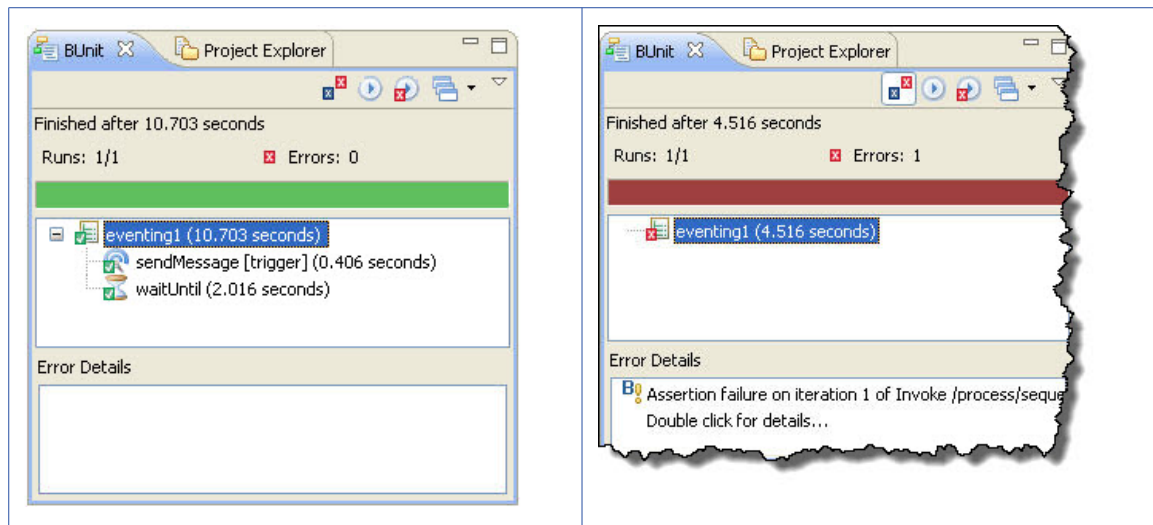 BUnit
Project Explorer
Finished after 10.703 seconds
Runs: 1/1
Errors: 0
eventing1 (10.703 seconds)
sendMessage [trigger] (0.406 seconds)
waitUntil (2.016 seconds)
Error Details
BUnit
Project Explorer
Finished after 4.516 seconds
Runs: 1/1
Errors: 1
eventing1 (4.516 seconds)
Error Details
Assertion failure on iteration 1 of Invoke /process/seque
Double click for details...